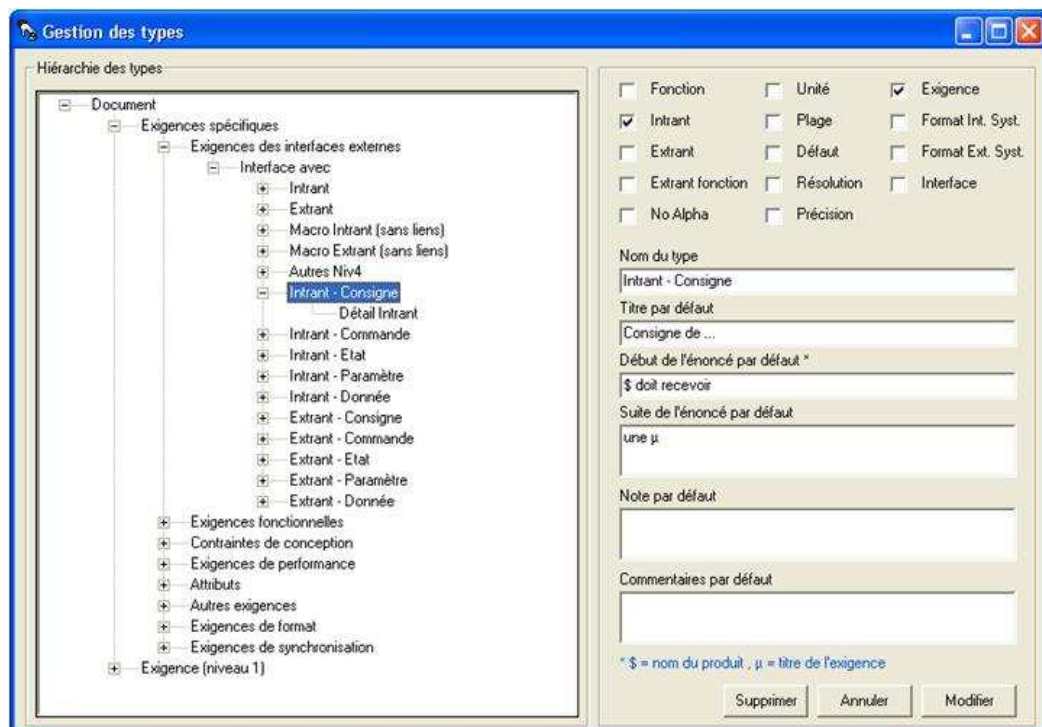 Gestion des types
Hiérarchie des types
Document
Exigences spécifiques
Exigences des interfaces externes
Interface avec
Intrant
Extrant
Macro Intrant (sans liens)
Macro Extrant (sans liens)
Autres Niv4
Intrant - Consigne
Détail Intrant
Intrant - Commande
Intrant - Etat
Intrant - Paramètre
Intrant - Donnée
Extrant - Consigne
Extrant - Commande
Extrant - Etat
Extrant - Paramètre
Extrant - Donnée
Exigences fonctionnelles
Contraintes de conception
Exigences de performance
Attributs
Autres exigences
Exigences de format
Exigences de synchronisation
Exigence (niveau 1)
Fonction Unité Exigence
Intrant Plage Format Int. Syst.
Extrant Défaut Format Ext. Syst.
Extrant fonction Résolution Interface
No Alpha Précision
Nom du type
Intrant - Consigne
Titre par défaut
Consigne de ...
Début de l'énoncé par défaut *
$ doit recevoir
Suite de l'énoncé par défaut
une µ
Note par défaut
Commentaires par défaut
* $ = nom du produit , µ = titre de l'exigence
Supprimer Annuler Modifier